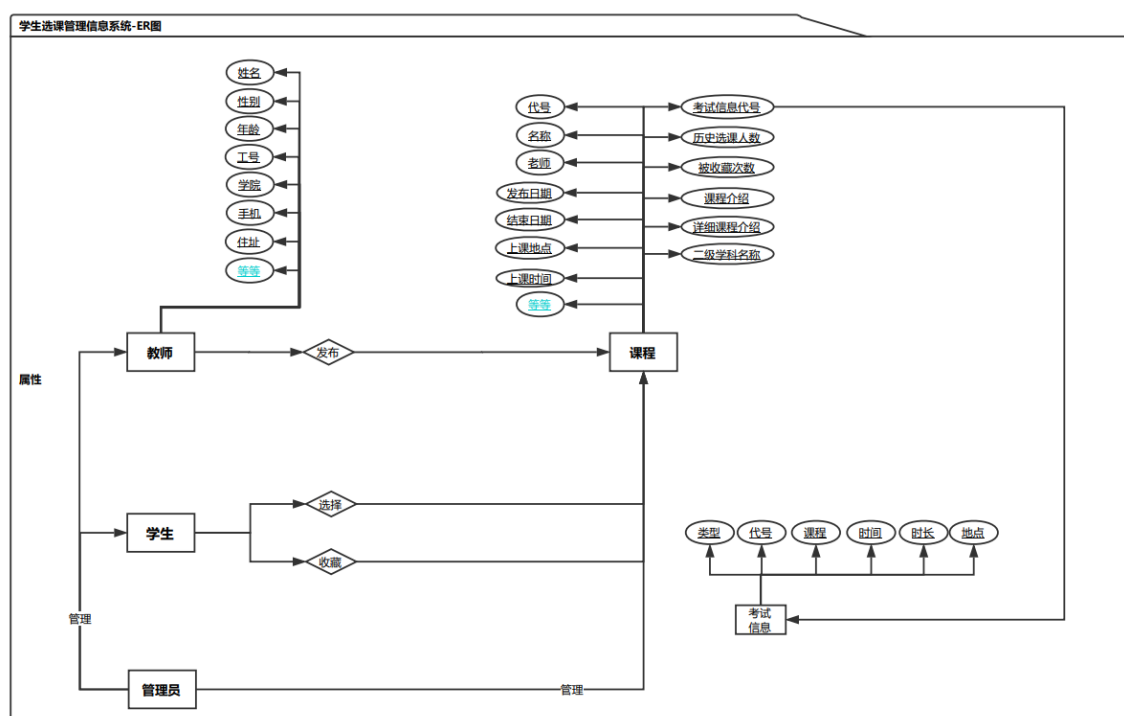 学生选课管理信息系统-ER图
姓名
性别
年龄
工号
学院
手机
住址
等等
代号
名称
老师
发布日期
结束日期
上课地点
上课时间
等等
考试信息代号
历史选课人数
被收藏次数
课程介绍
详细课程介绍
二级学科名称
教师
发布
课程
属性
学生
选择
收藏
类型
代号
课程
时间
时长
地点
考试
信息
管理
管理员
管理